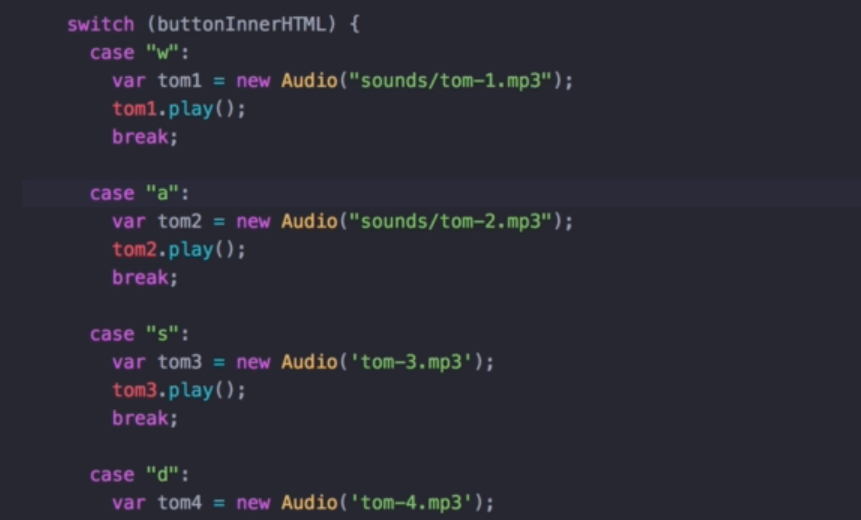 switch (buttonInnerHTML) {
case "w":
var tom1 = new Audio("sounds/tom-1.mp3");
tom1.play();
break;
case "a":
var tom2 = new Audio("sounds/tom-2.mp3");
tom2.play();
break;
case "s":
var tom3 = new Audio('tom-3.mp3');
tom3.play();
break;
case "d":
var tom4 = new Audio('tom-4.mp3');